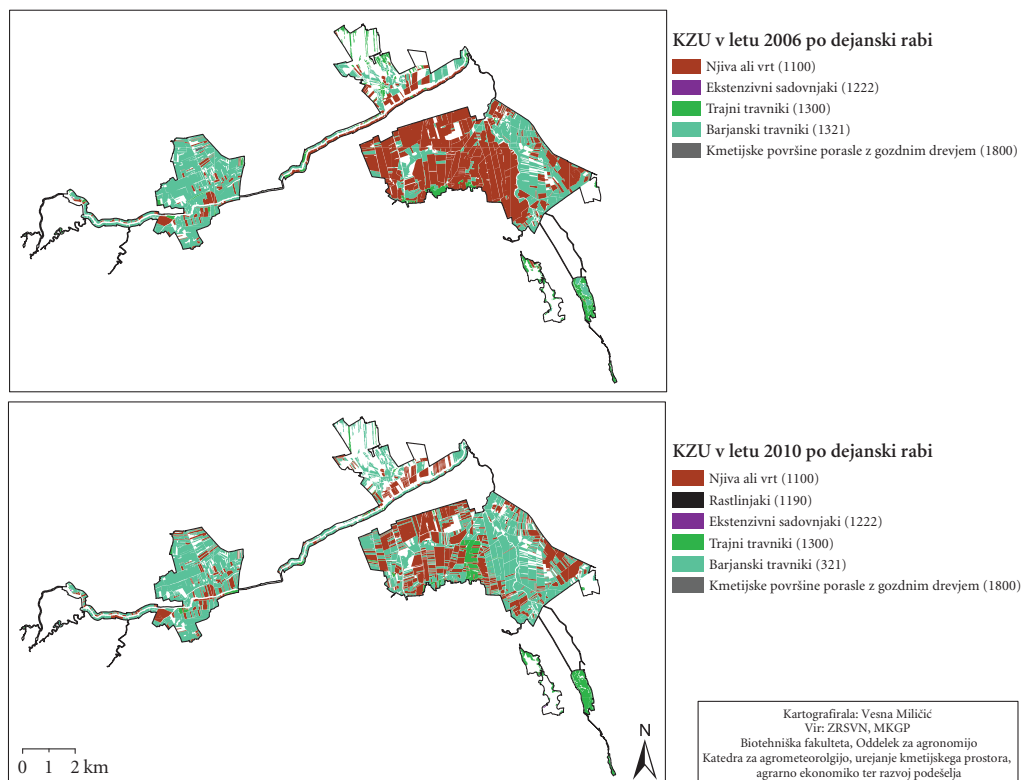 KZU v letu 2006 po dejanski rabi
Njiva ali vrt (1100)
Ekstenzivni sadovnjaki (1222)
Trajni travniki (1300)
Barjanski travniki (1321)
Kmetijske površine porasle z gozdnim drevjem (1800)
KZU v letu 2010 po dejanski rabi
Njiva ali vrt (1100)
Rastlinjaki (1190)
Ekstenzivni sadovnjaki (1222)
Trajni travniki (1300)
Barjanski travniki (321)
Kmetijske površine porasle z gozdnim drevjem (1800)
N
0 1 2 km
Kartografirala: Vesna Miličić
Vir: ZRSVN, MKGP
Biotehniška fakulteta, Oddelek za agronomijo
Katedra za agrometeorolgijo, urejanje kmetijskega prostora,
agrarno ekonomiko ter razvoj podešelja